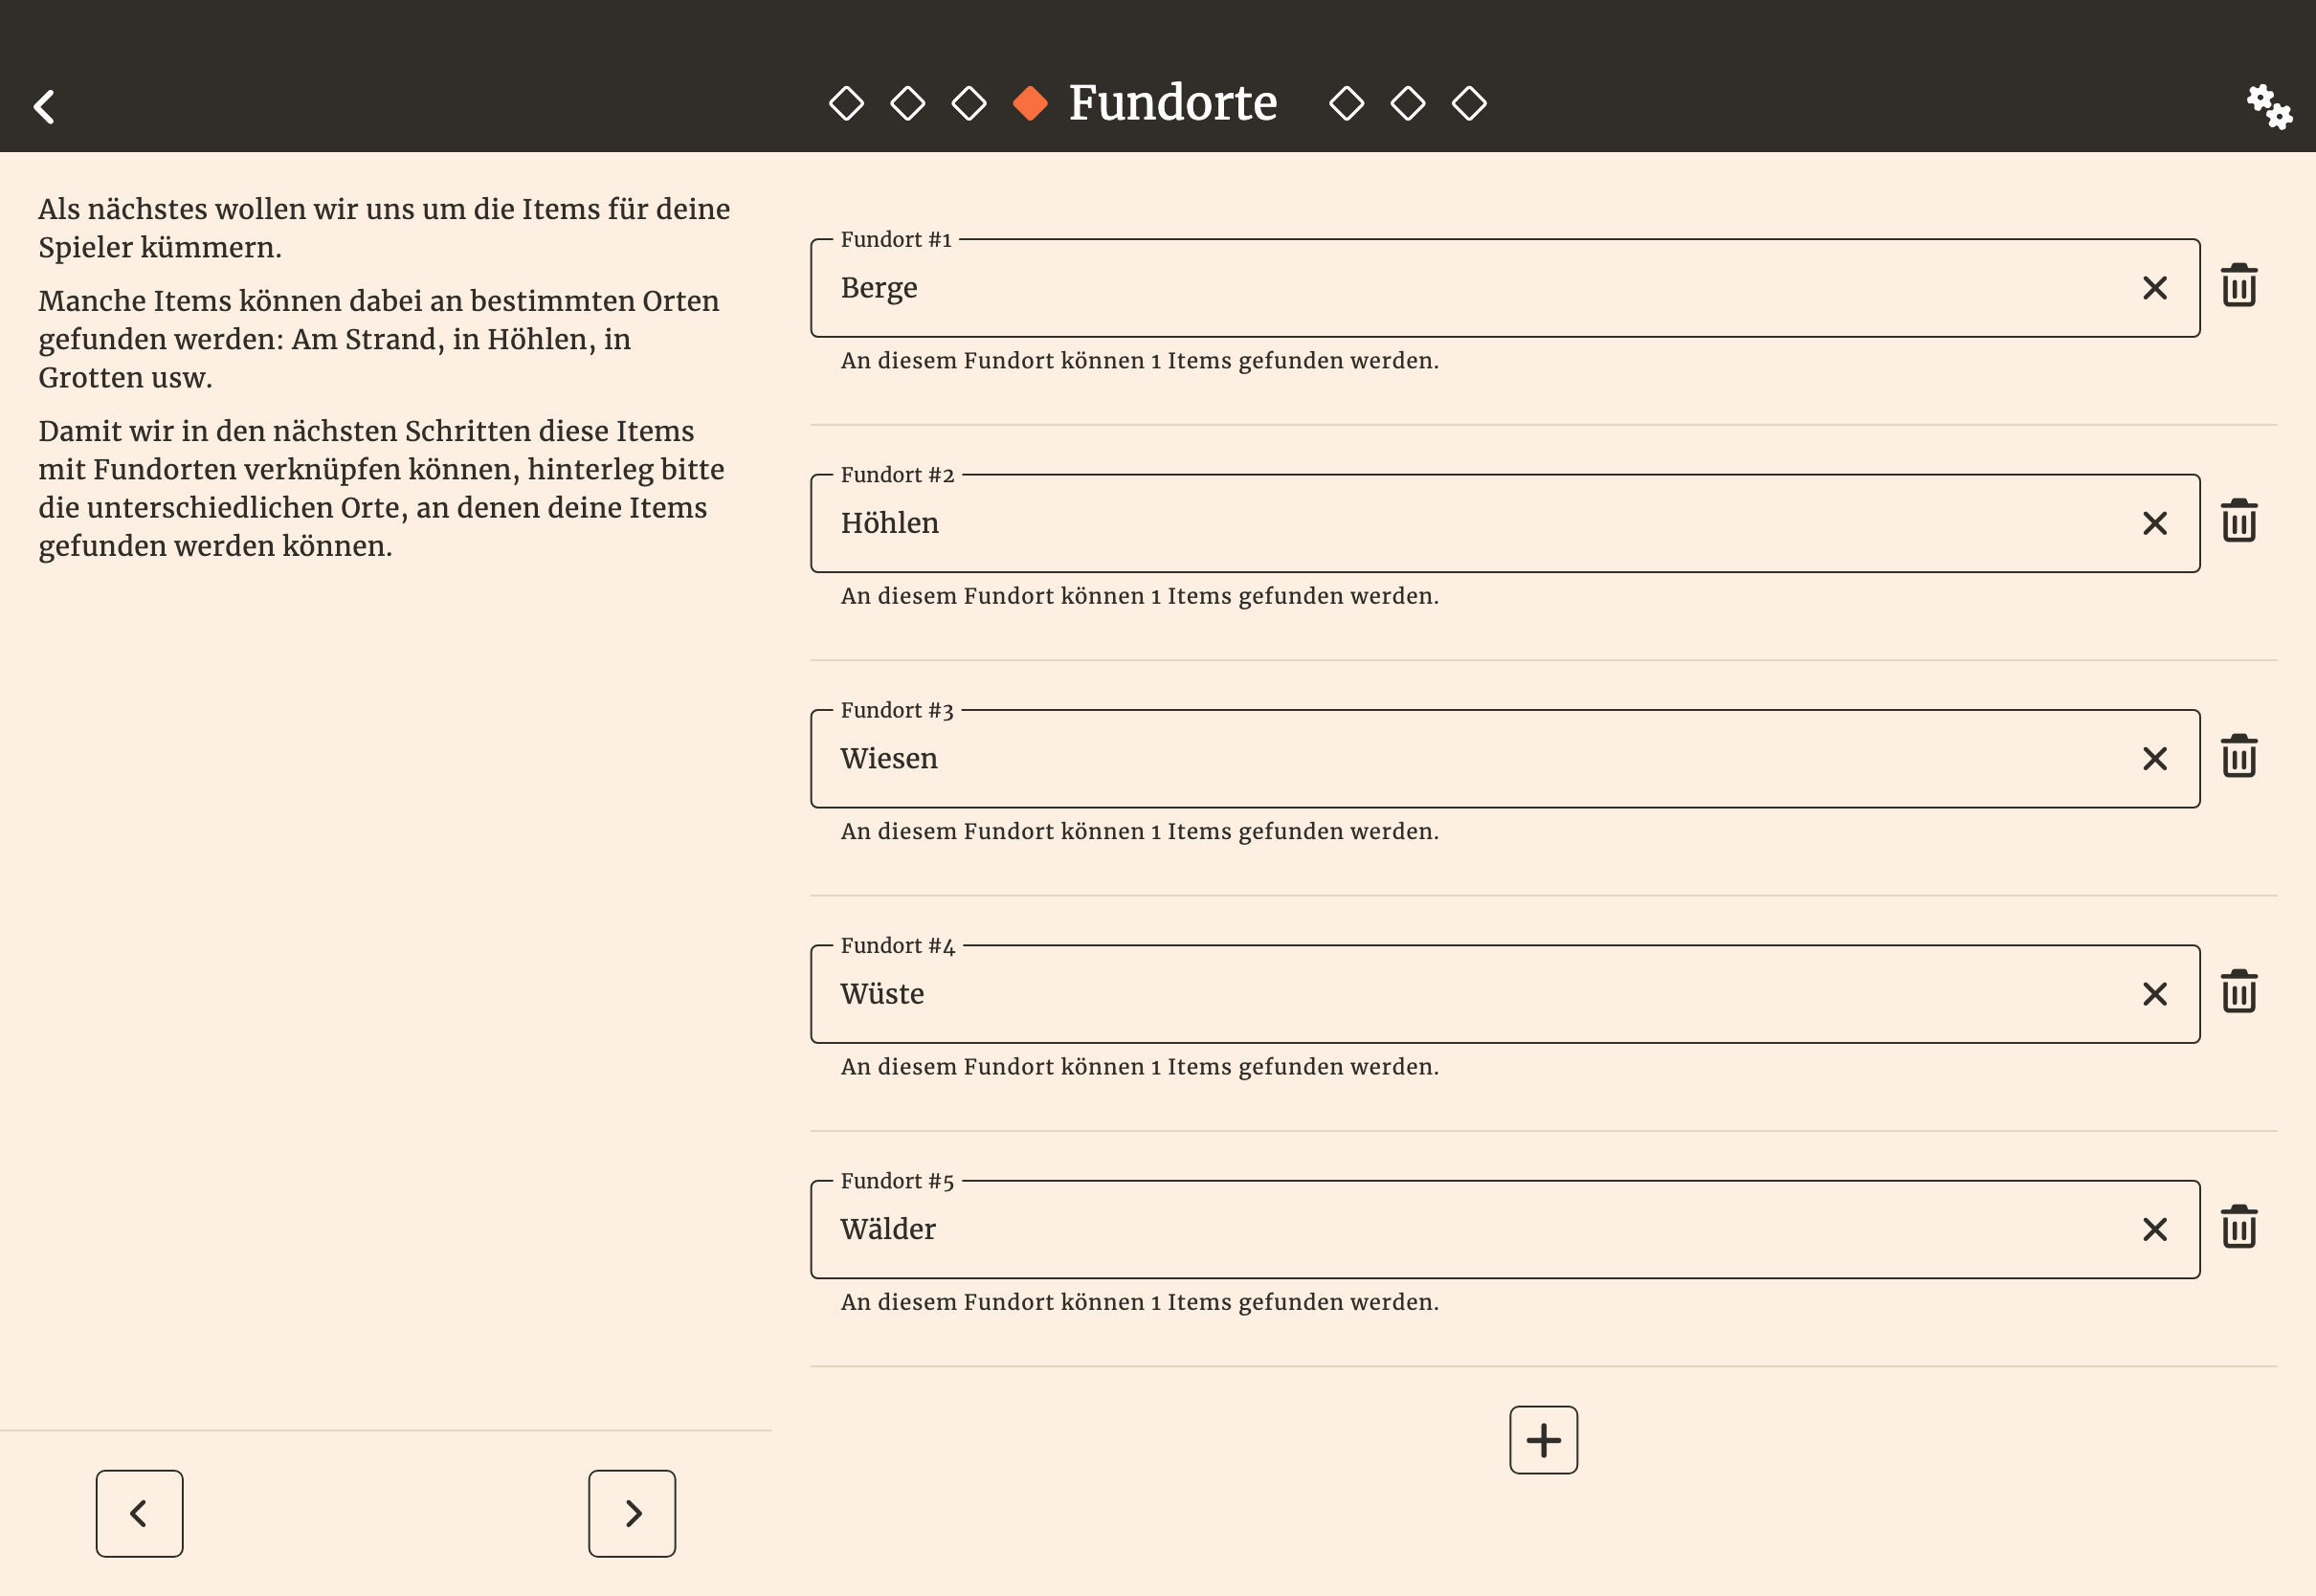 Fundorte
Als nächstes wollen wir uns um die Items für deine
Spieler kümmern.
Manche Items können dabei an bestimmten Orten
gefunden werden: Am Strand, in Höhlen, in
Grotten usw.
Damit wir in den nächsten Schritten diese Items
mit Fundorten verknüpfen können, hinterleg bitte
die unterschiedlichen Orte, an denen deine Items
gefunden werden können.
Fundort #1
Berge
An diesem Fundort können 1 Items gefunden werden.
Fundort #2
Höhlen
An diesem Fundort können 1 Items gefunden werden.
Fundort #3
Wiesen
An diesem Fundort können 1 Items gefunden werden.
Fundort #4
Wüste
An diesem Fundort können 1 Items gefunden werden.
Fundort #5
Wälder
An diesem Fundort können 1 Items gefunden werden.